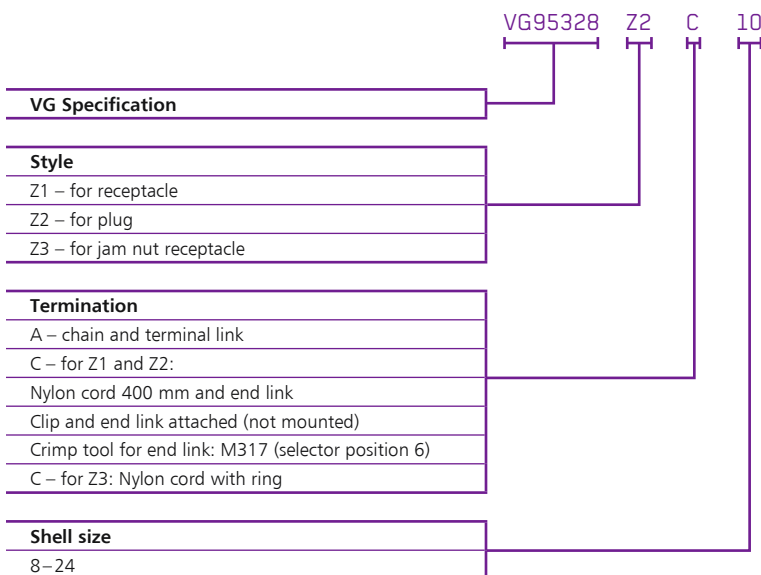 VG95328 Z2 C 10
VG Specification
Style
Z1 – for receptacle
Z2 – for plug
Z3 – for jam nut receptacle
Termination
A – chain and terminal link
C – for Z1 and Z2:
Nylon cord 400 mm and end link
Clip and end link attached (not mounted)
Crimp tool for end link: M317 (selector position 6)
C – for Z3: Nylon cord with ring
Shell size
8–24